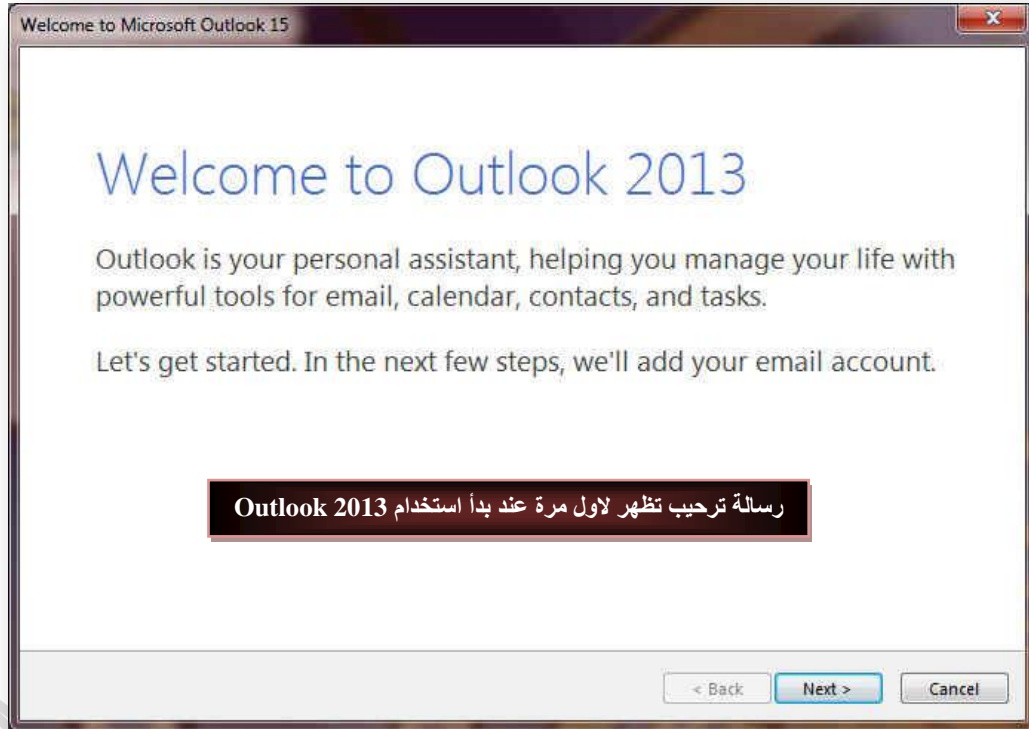 Welcome to Microsoft Outlook 15
Welcome to Outlook 2013
Outlook is your personal assistant, helping you manage your life with
powerful tools for email, calendar, contacts, and tasks.
Let's get started. In the next few steps, we'll add your email account.
رسالة ترحيب تظهر لاول مرة عند بدأ استخدام Outlook 2013
< Back Next > Cancel